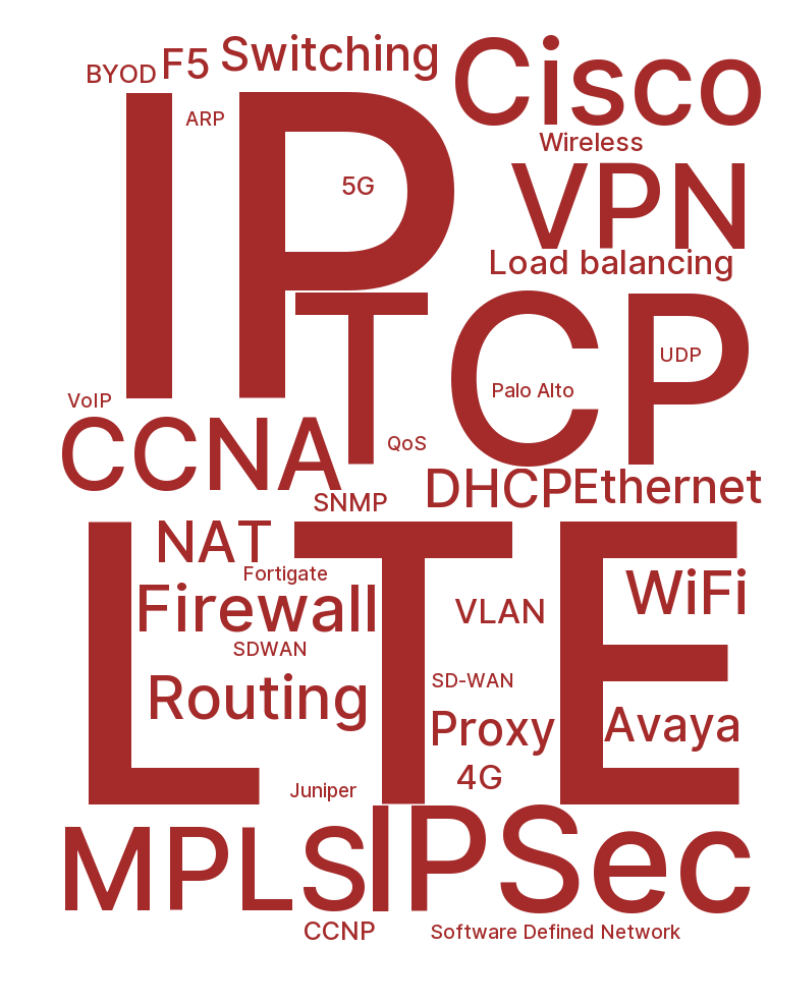 Switching
Cisco
F5
BYOD
ARP
Wireless
IP
5G
VPN
Load balancing
TCP
UDP
Palo Alto
VoIP
QoS
CCNA
SNMP
DHCP
Ethernet
NAT
LTE
Fortigate
WiFi
Firewall
VLAN
SDWAN
SD-WAN
Routing
Proxy
Avaya
4G
Juniper
MPLS
IPSec
CCNP
Software Defined Network